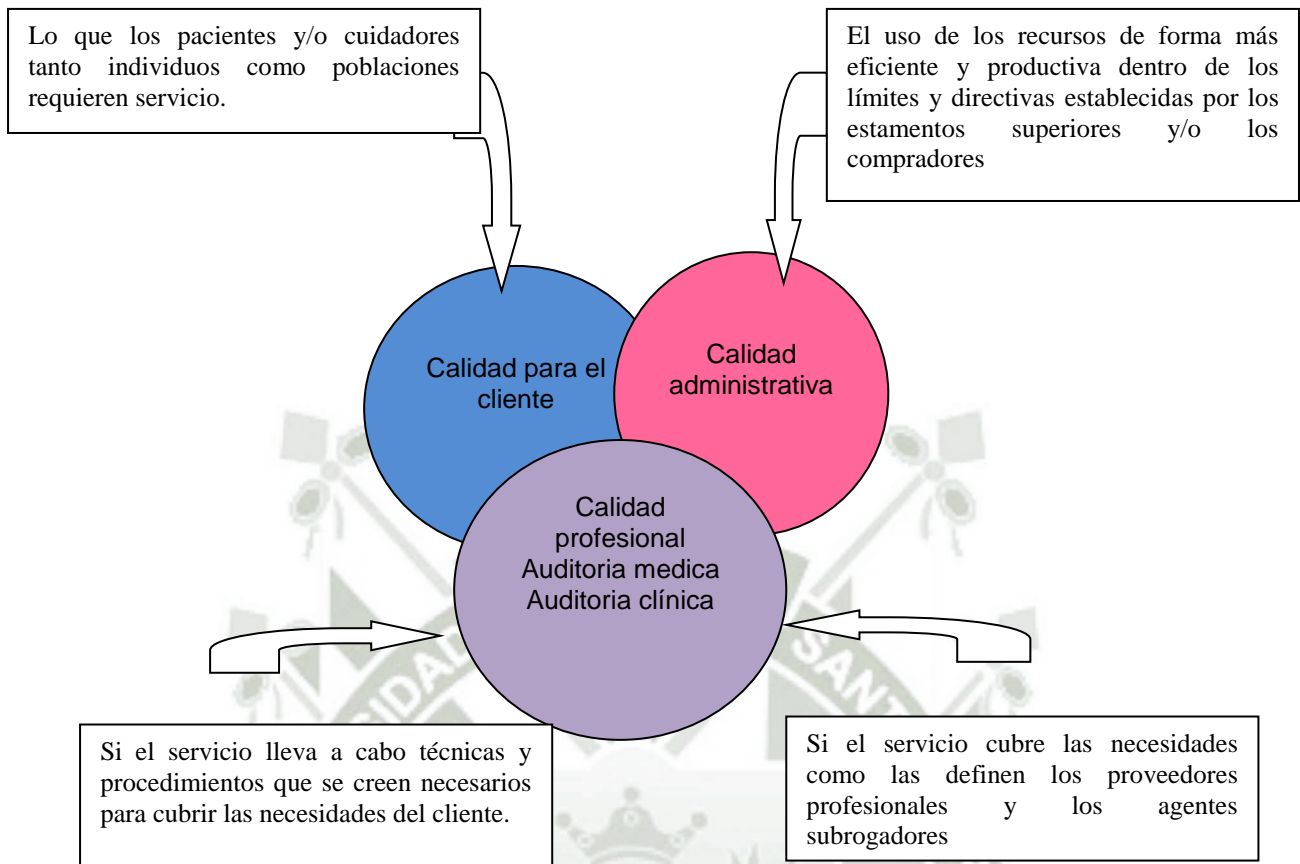 Lo que los pacientes y/o cuidadores
tanto individuos como poblaciones
requieren servicio.
El uso de los recursos de forma más
eficiente y productiva dentro de los
límites y directivas establecidas por los
estamentos superiores y/o los
compradores
Calidad para el
cliente
Calidad
administrativa
Calidad
profesional
Auditoria medica
Auditoria clínica
SIDAD
SANT
Si el servicio lleva a cabo técnicas y
procedimientos que se creen necesarios
para cubrir las necesidades del cliente.
Si el servicio cubre las necesidades
como las definen los proveedores
profesionales y los agentes
subrogadores